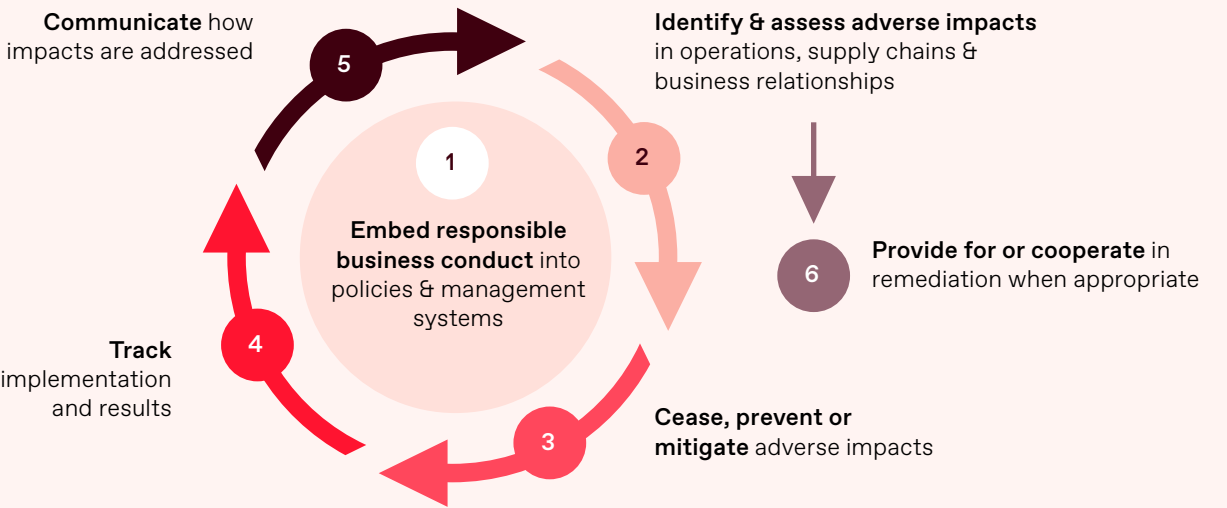 1
Embed responsible
business conduct into
policies & management
systems
2
Identify & assess adverse impacts
in operations, supply chains &
business relationships
3
Cease, prevent or
mitigate adverse impacts
4
Track
implementation
and results
5
Communicate how
impacts are addressed
6
Provide for or cooperate in
remediation when appropriate